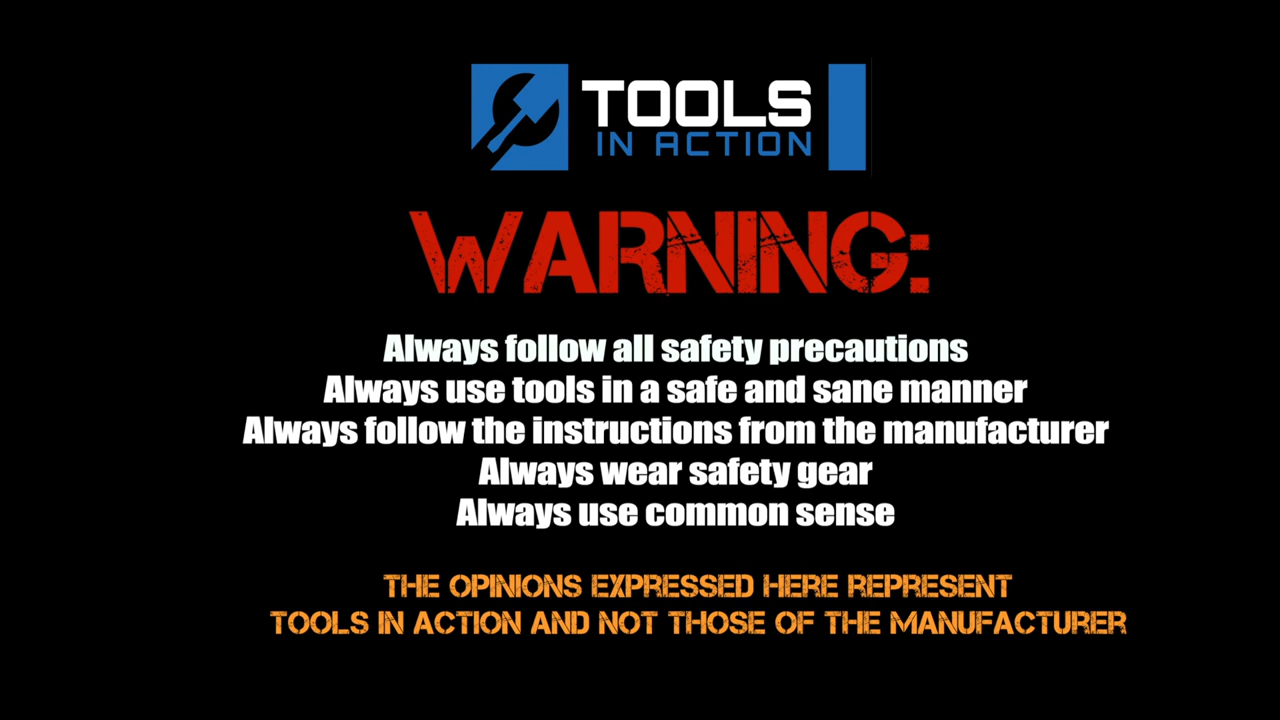 TOOLS
IN ACTION
WARNING:
Always follow all safety precautions
Always use tools in a safe and sane manner
Always follow the instructions from the manufacturer
Always wear safety gear
Always use common sense
THE OPINIONS EXPRESSED HERE REPRESENT
TOOLS IN ACTION AND NOT THOSE OF THE MANUFACTURER